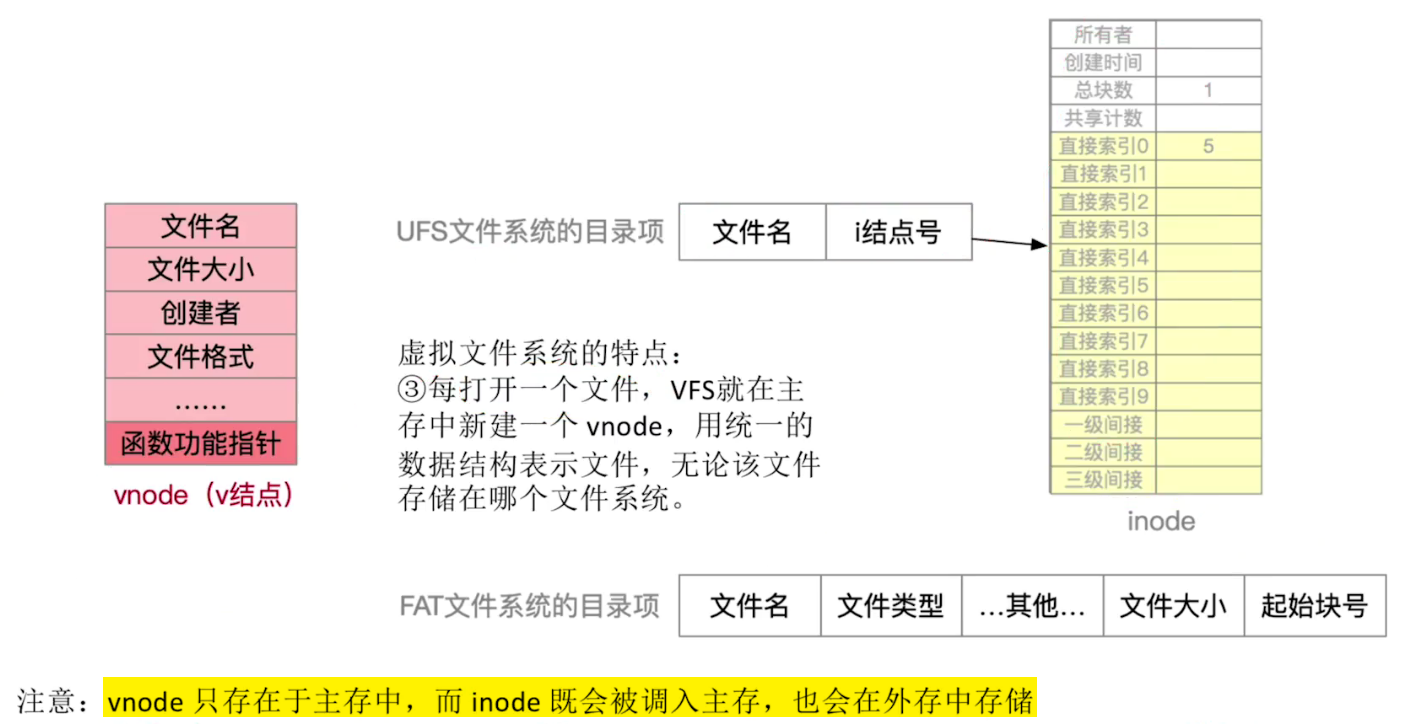 文件名
文件大小
创建者
文件格式
……
函数功能指针
vnode（v结点）
UFS文件系统的目录项 文件名 i结点号
虚拟文件系统的特点：
③每打开一个文件，VFS就在主
存中新建一个 vnode，用统一的
数据结构表示文件，无论该文件
存储在哪个文件系统。
所有者
创建时间
总块数 1
共享计数
直接索引0 5
直接索引1
直接索引2
直接索引3
直接索引4
直接索引5
直接索引6
直接索引7
直接索引8
直接索引9
一级间接
二级间接
三级间接
inode
FAT文件系统的目录项 文件名 文件类型 …其他… 文件大小 起始块号
注意：vnode 只存在于主存中，而 inode 既会被调入主存，也会在外存中存储